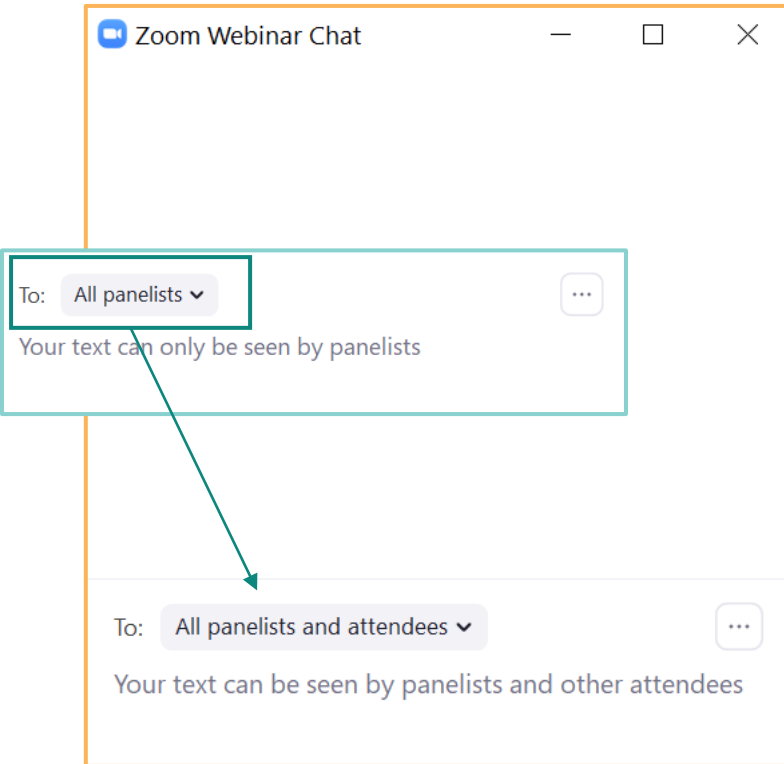 Zoom Webinar Chat
To: All panelists
Your text can only be seen by panelists
To: All panelists and attendees
Your text can be seen by panelists and other attendees